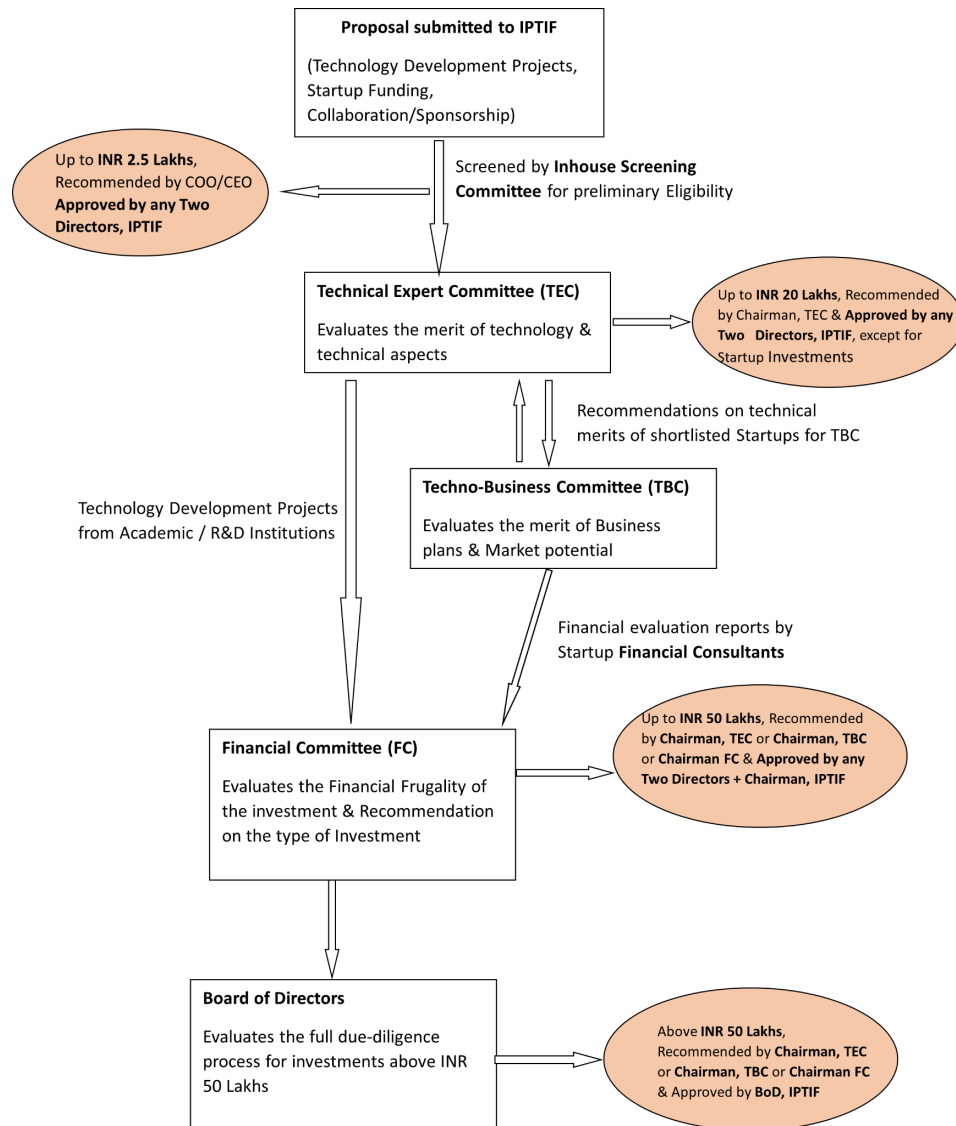 Proposal submitted to IPTIF
(Technology Development Projects,
Startup Funding,
Collaboration/Sponsorship)
Up to INR 2.5 Lakhs,
Recommended by COO/CEO
Approved by any Two
Directors, IPTIF
Screened by Inhouse Screening
Committee for preliminary Eligibility
Technical Expert Committee (TEC)
Evaluates the merit of technology &
technical aspects
Up to INR 20 Lakhs, Recommended
by Chairman, TEC & Approved by any
Two Directors, IPTIF, except for
Startup Investments
Recommendations on technical
merits of shortlisted Startups for TBC
Techno-Business Committee (TBC)
Evaluates the merit of Business
plans & Market potential
Technology Development Projects
from Academic / R&D Institutions
Financial evaluation reports by
Startup Financial Consultants
Financial Committee (FC)
Evaluates the Financial Frugality of
the investment & Recommendation
on the type of Investment
Up to INR 50 Lakhs, Recommended
by Chairman, TEC or Chairman, TBC
or Chairman FC & Approved by any
Two Directors + Chairman, IPTIF
Board of Directors
Evaluates the full due-diligence
process for investments above INR
50 Lakhs
Above INR 50 Lakhs,
Recommended by Chairman, TEC
or Chairman, TBC or Chairman FC
& Approved by BoD, IPTIF